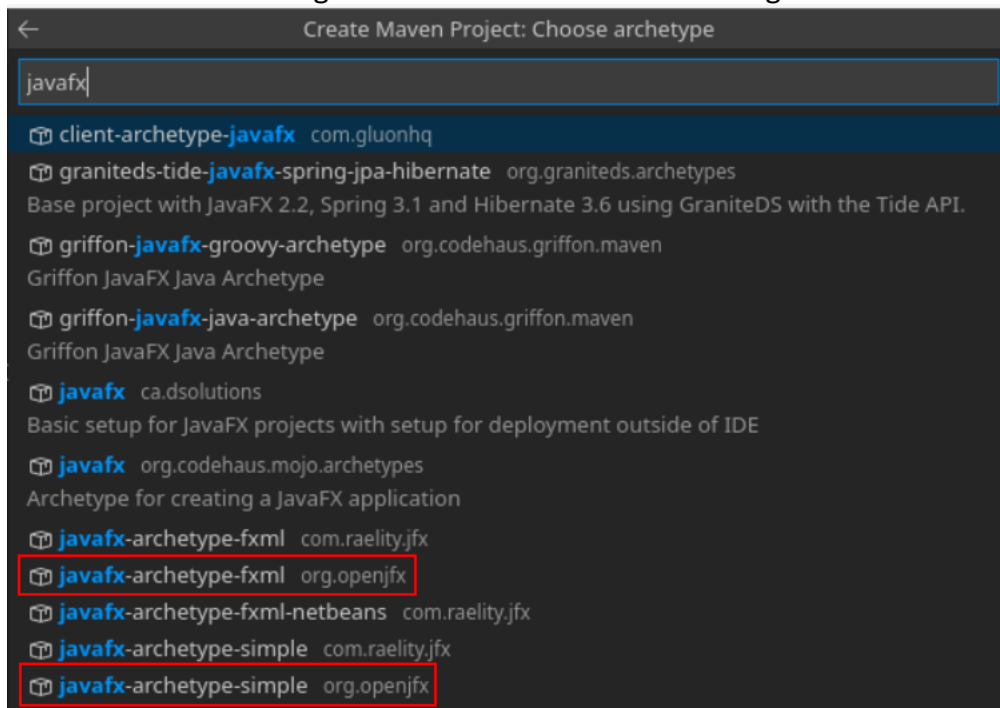 Create Maven Project: Choose archetype
javafx
client-archetype-javafx com.gluonhq
graniteds-tide-javafx-spring-jpa-hibernate org.graniteds.archetypes
Base project with JavaFX 2.2, Spring 3.1 and Hibernate 3.6 using GraniteDS with the Tide API.
griffon-javafx-groovy-archetype org.codehaus.griffon.maven
Griffon JavaFX Java Archetype
griffon-javafx-java-archetype org.codehaus.griffon.maven
Griffon JavaFX Java Archetype
javafx ca.dsolutions
Basic setup for JavaFX projects with setup for deployment outside of IDE
javafx org.codehaus.mojo.archetypes
Archetype for creating a JavaFX application
javafx-archetype-fxml com.raelity.jfx
javafx-archetype-fxml org.openjfx
javafx-archetype-fxml-netbeans com.raelity.jfx
javafx-archetype-simple com.raelity.jfx
javafx-archetype-simple org.openjfx